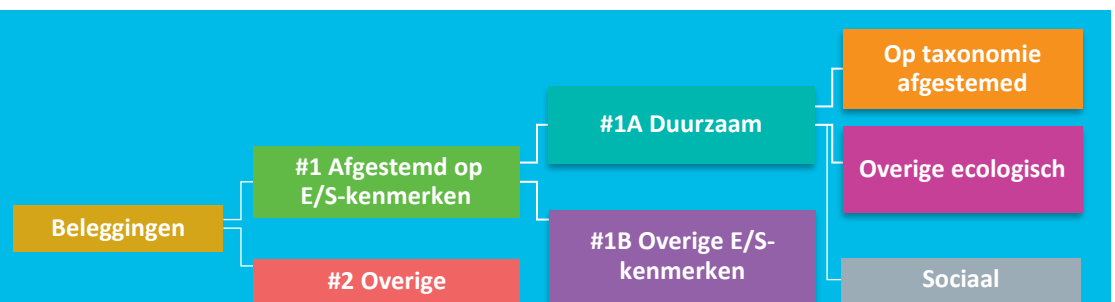 Beleggingen
#1 Afgestemd op
E/S-kenmerken
#2 Overige
#1A Duurzaam
#1B Overige E/S-
kenmerken
Op taxonomie
afgestemed
Overige ecologisch
Sociaal